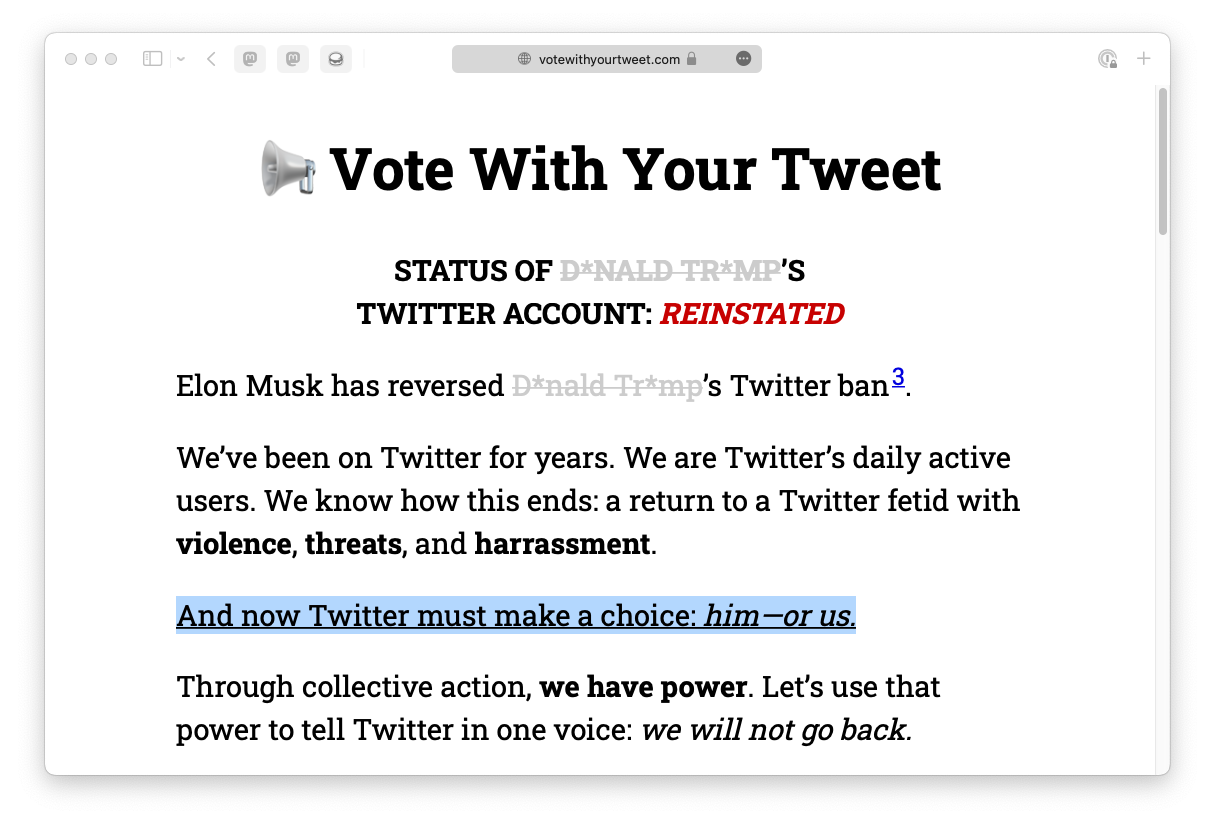 votewithyourtweet.com
Vote With Your Tweet
STATUS OF D*NALD TR*MP’S
TWITTER ACCOUNT: REINSTATED
Elon Musk has reversed D*nald Tr*mp’s Twitter ban3.
We’ve been on Twitter for years. We are Twitter’s daily active
users. We know how this ends: a return to a Twitter fetid with
violence, threats, and harrassment.
And now Twitter must make a choice: him—or us.
Through collective action, we have power. Let’s use that
power to tell Twitter in one voice: we will not go back.